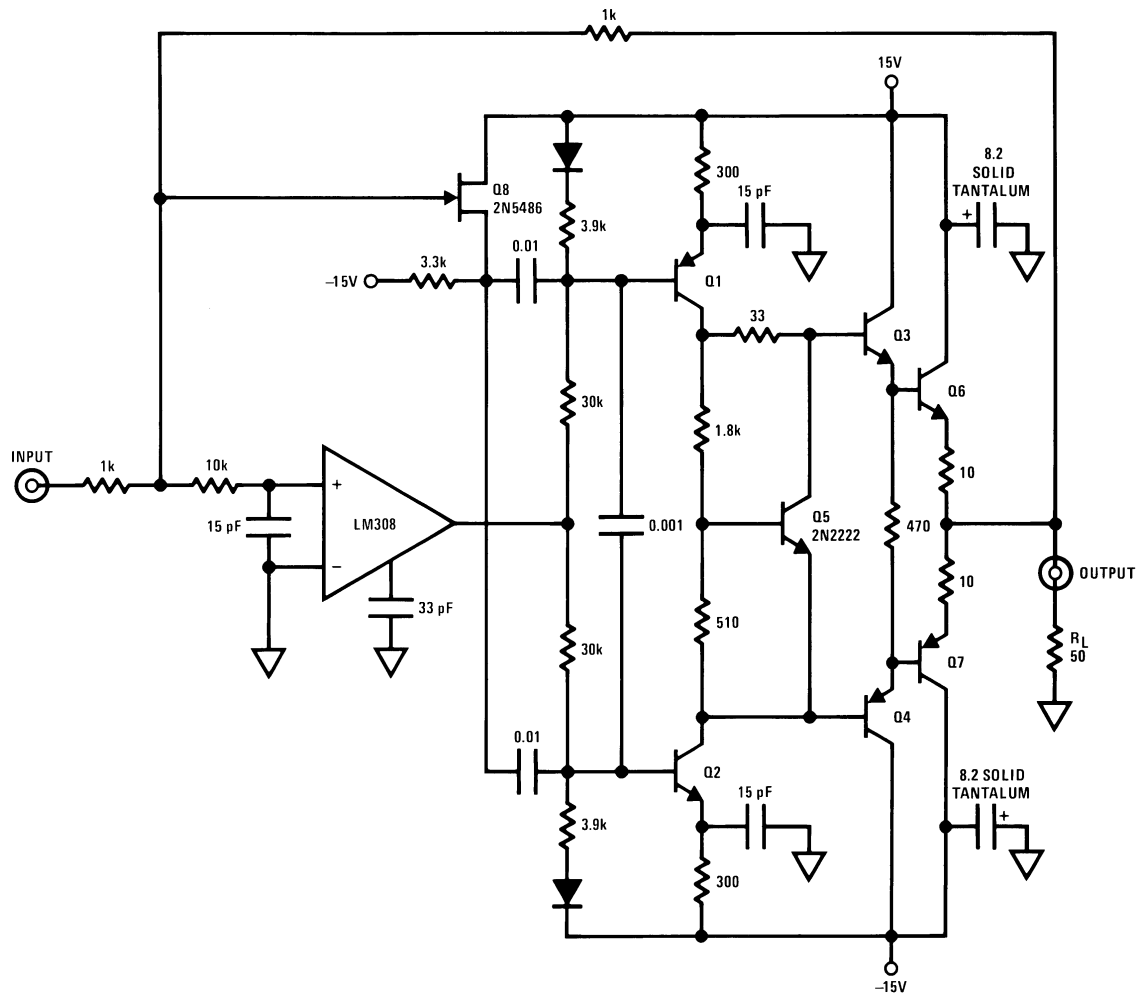 1k
15V
8.2
SOLID
TANTALUM
300
15 pF
Q8
2N5486
3.9k
0.01
3.3k
–15V
Q1
33
Q3
Q6
30k
1.8k
10
INPUT
1k
10k
+
15 pF
LM308
–
33 pF
0.001
Q5
2N2222
470
10
OUTPUT
510
30k
RL
50
Q7
Q4
0.01
Q2
15 pF
8.2 SOLID
TANTALUM
+
+
3.9k
300
–15V